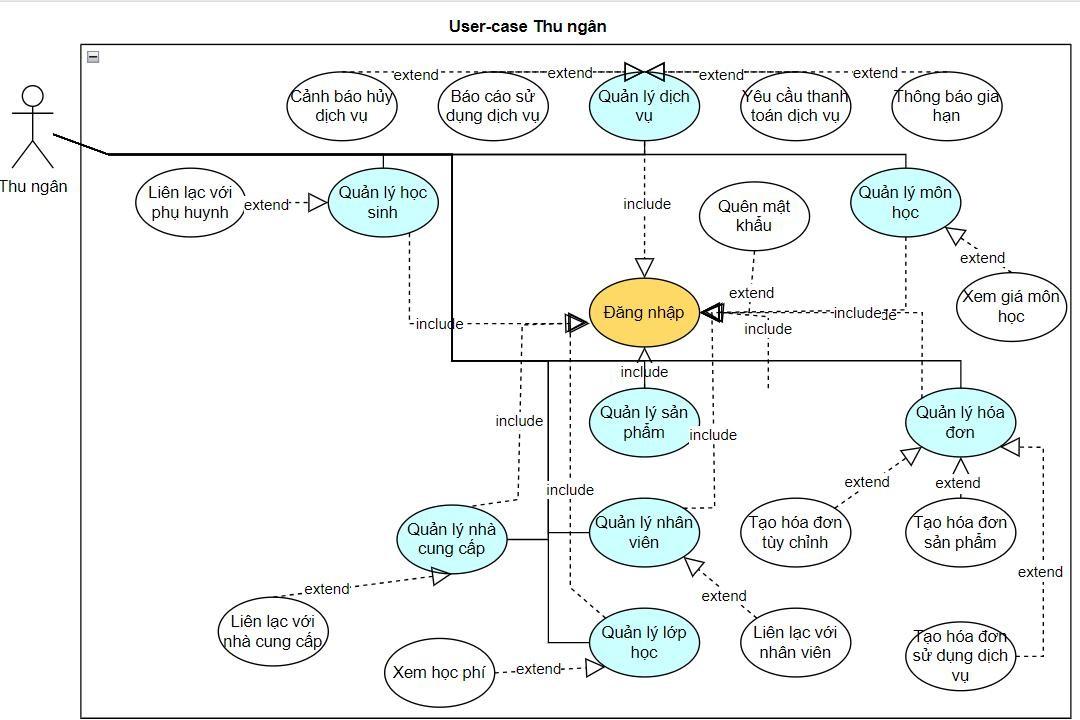 User-case Thu ngân
extend
extend
extend
extend
Cảnh báo hủy
dịch vụ
Báo cáo sử
dụng dịch vụ
Quản lý dịch
vụ
Yêu cầu thanh
toán dịch vụ
Thông báo gia
hạn
Thu ngân
Liên lạc với
phụ huynh
extend
Quản lý học
sinh
include
Quên mật
khẩu
Quản lý môn
học
extend
Xem giá môn
học
extend
Đăng nhập
include
include
include
include
Quản lý sản
phẩm
include
include
Quản lý hóa
đơn
include
extend
extend
Quản lý nhà
cung cấp
Quản lý nhân
viên
Tạo hóa đơn
tùy chỉnh
Tạo hóa đơn
sản phẩm
extend
extend
extend
Liên lạc với
nhà cung cấp
Quản lý lớp
học
Liên lạc với
nhân viên
Tạo hóa đơn
sử dụng dịch
vụ
Xem học phí
extend